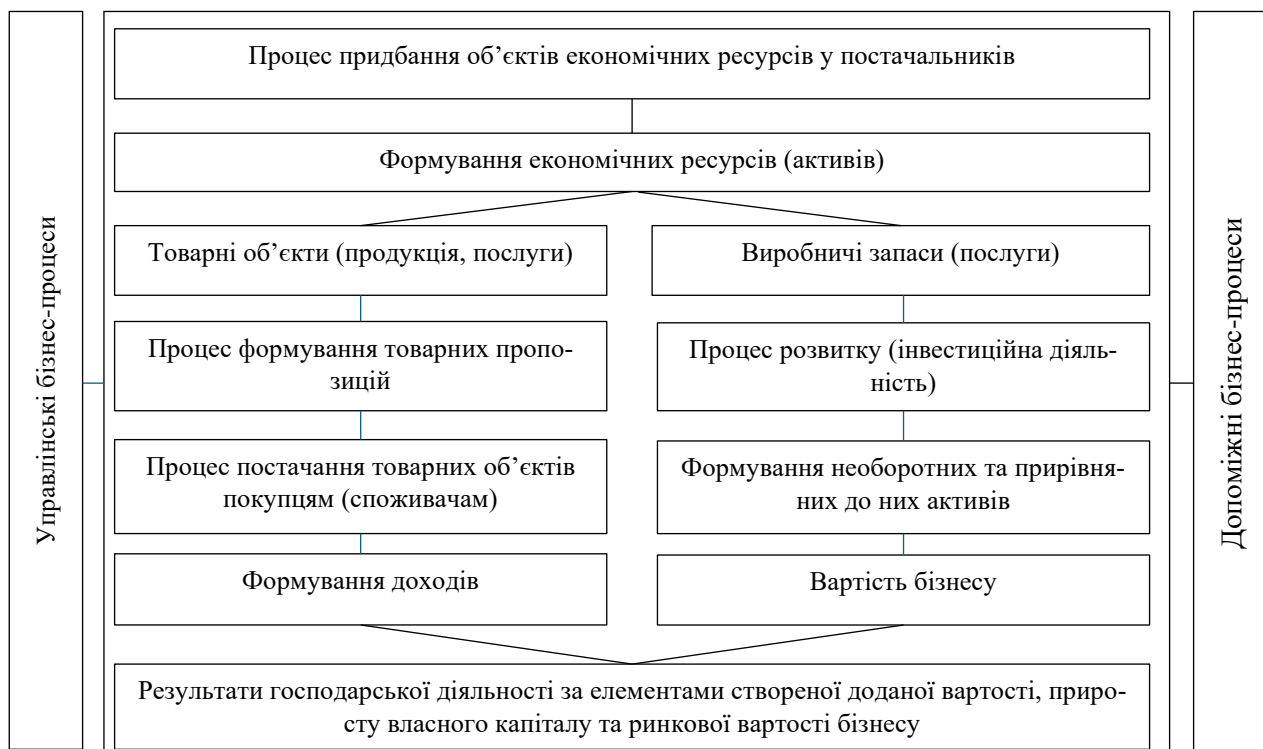 Управлінські бізнес-процеси
Процес придбання об’єктів економічних ресурсів у постачальників
Формування економічних ресурсів (активів)
Товарні об’єкти (продукція, послуги)
Виробничі запаси (послуги)
Процес формування товарних пропо-
зицій
Процес розвитку (інвестиційна діяль-
ність)
Процес постачання товарних об’єктів
покупцям (споживачам)
Формування необоротних та прирівня-
них до них активів
Формування доходів
Вартість бізнесу
Результати господарської діяльності за елементами створеної доданої вартості, приро-
сту власного капіталу та ринкової вартості бізнесу
Допоміжні бізнес-процеси